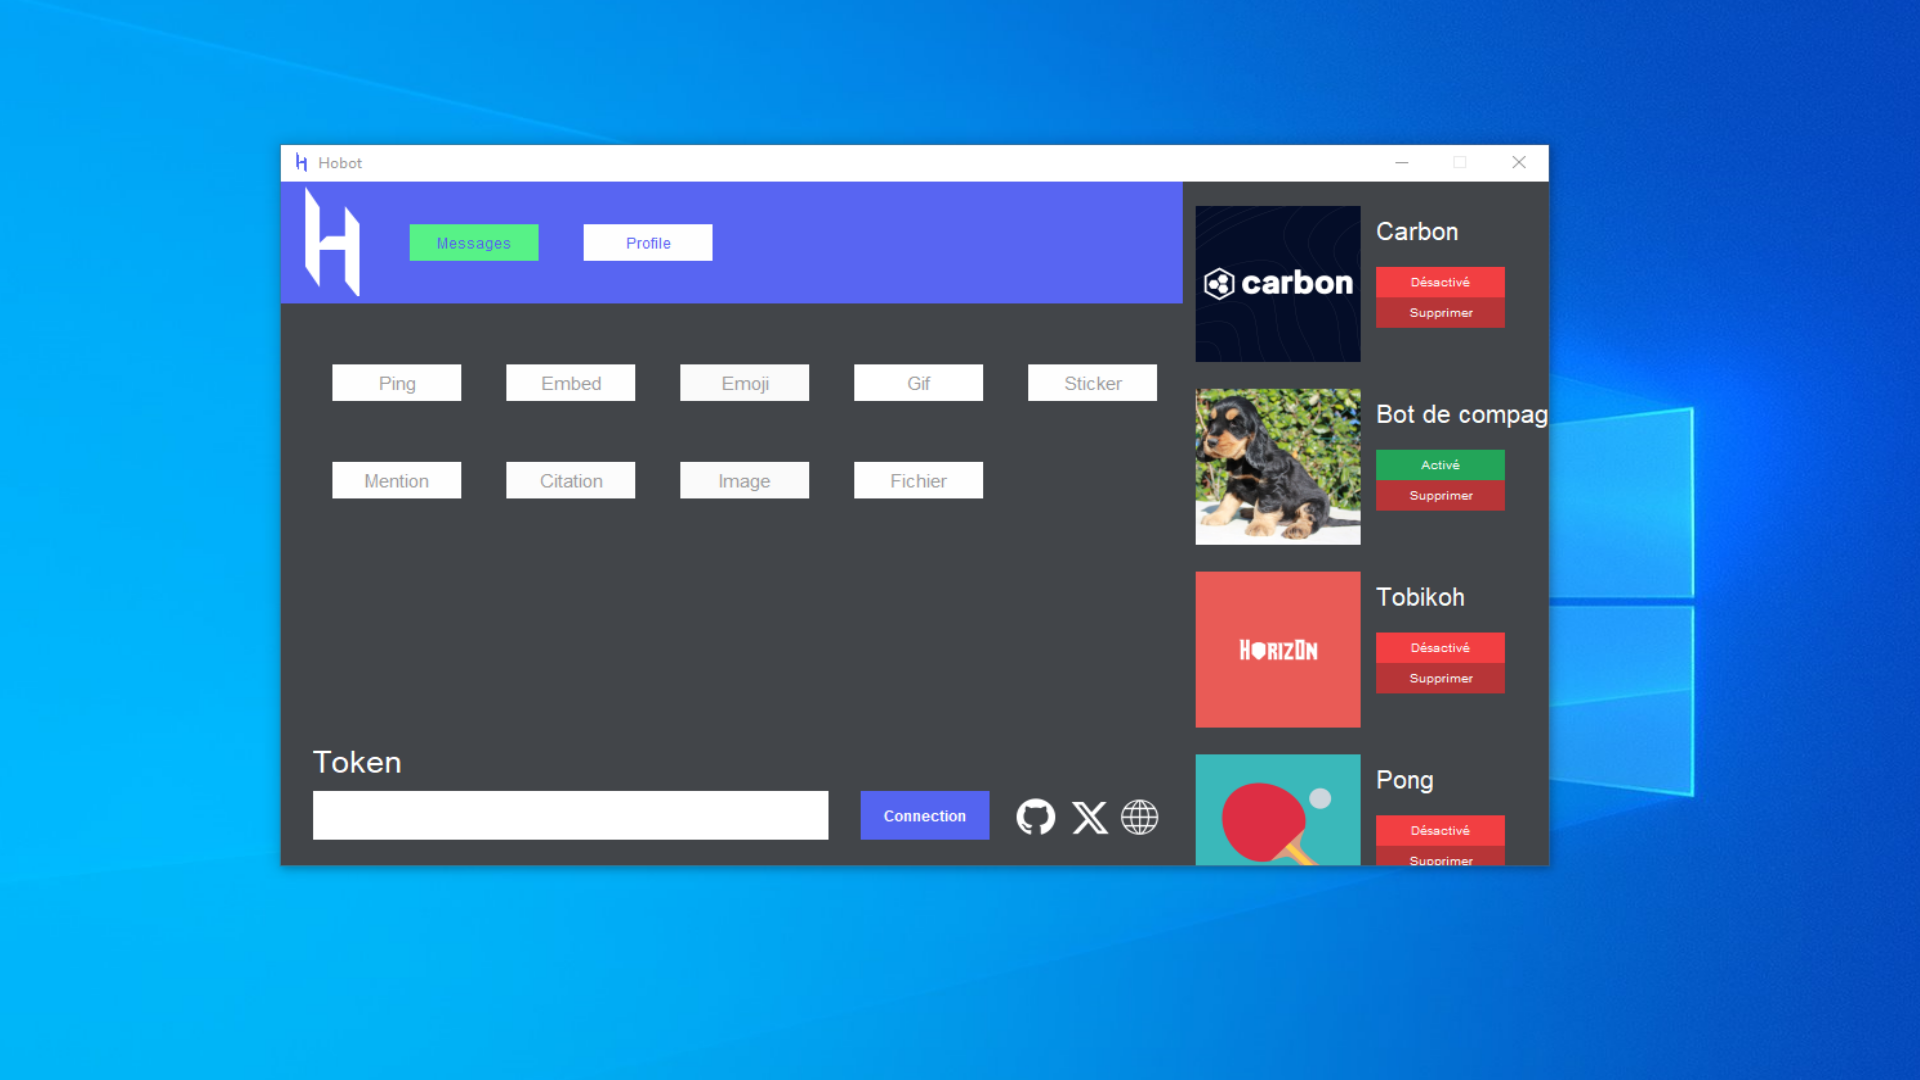 Hobot
Messages
Profile
Ping
Embed
Emoji
Gif
Sticker
Mention
Citation
Image
Fichier
Token
Connection
carbon
Carbon
Désactivé
Supprimer
Bot de compag
Activé
Supprimer
HORIZON
Tobikoh
Désactivé
Supprimer
Pong
Désactivé
Supprimer